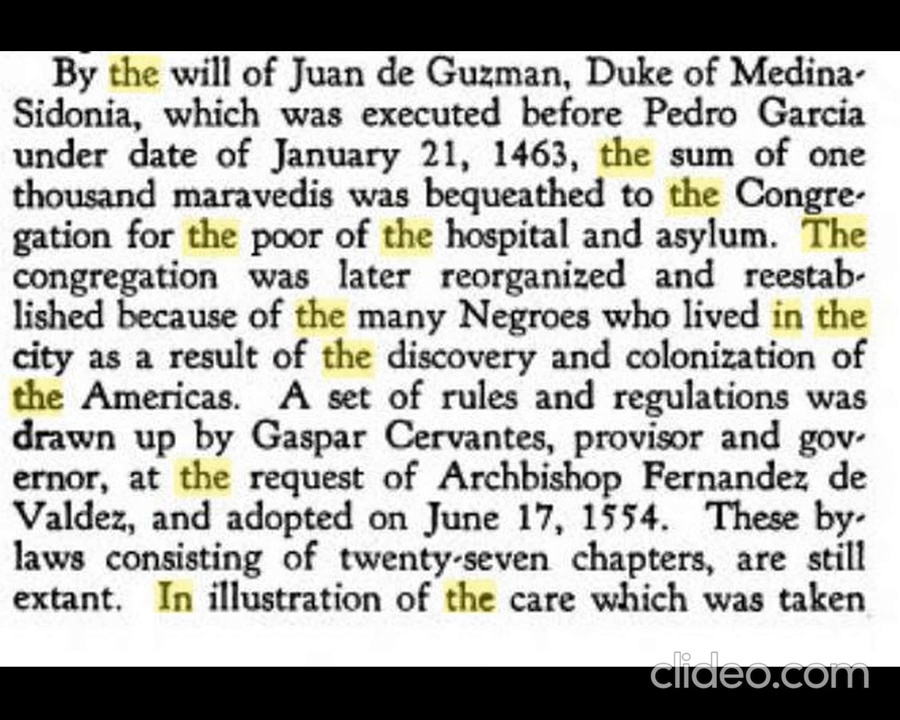 By the will of Juan de Guzman, Duke of Medina-
Sidonia, which was executed before Pedro Garcia
under date of January 21, 1463, the sum of one
thousand maravedis was bequeathed to the Congre-
gation for the poor of the hospital and asylum. The
congregation was later reorganized and reestab-
lished because of the many Negroes who lived in the
city as a result of the discovery and colonization of
the Americas. A set of rules and regulations was
drawn up by Gaspar Cervantes, provisor and gov-
ernor, at the request of Archbishop Fernandez de
Valdez, and adopted on June 17, 1554. These by-
laws consisting of twenty-seven chapters, are still
extant. In illustration of the care which was taken
clideo.com